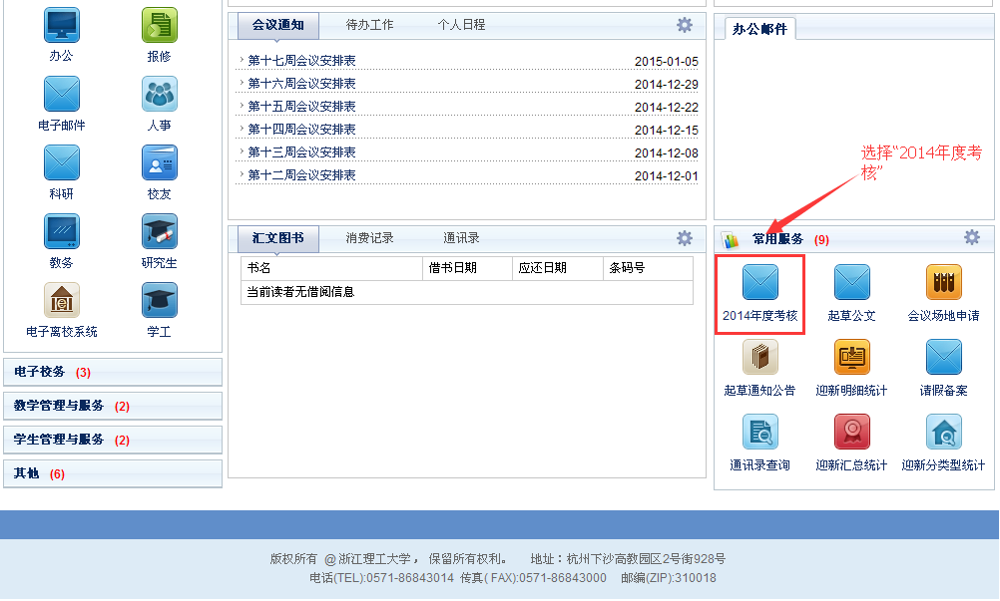 办公
报修
电子邮件
人事
科研
校友
教务
研究生
电子离校系统
学工
电子校务 (3)
教学管理与服务 (2)
学生管理与服务 (2)
其他 (6)
会议通知 待办工作 个人日程
第十七周会议安排表 2015-01-05
第十六周会议安排表 2014-12-29
第十五周会议安排表 2014-12-22
第十四周会议安排表 2014-12-15
第十三周会议安排表 2014-12-08
第十二周会议安排表 2014-12-01
汇文图书 消费记录 通讯录
书名 借书日期 应还日期 条码号
当前读者无借阅信息
办公邮件
选择“2014年度考
核”
常用服务 (9)
2014年度考核 起草公文 会议场地申请
起草通知公告 迎新明细统计 请假备案
通讯录查询 迎新汇总统计 迎新分类型统计
版权所有 @浙江理工大学， 保留所有权利。 地址：杭州下沙高教园区2号街928号
电话(TEL):0571-86843014 传真( FAX):0571-86843000 邮编(ZIP):310018